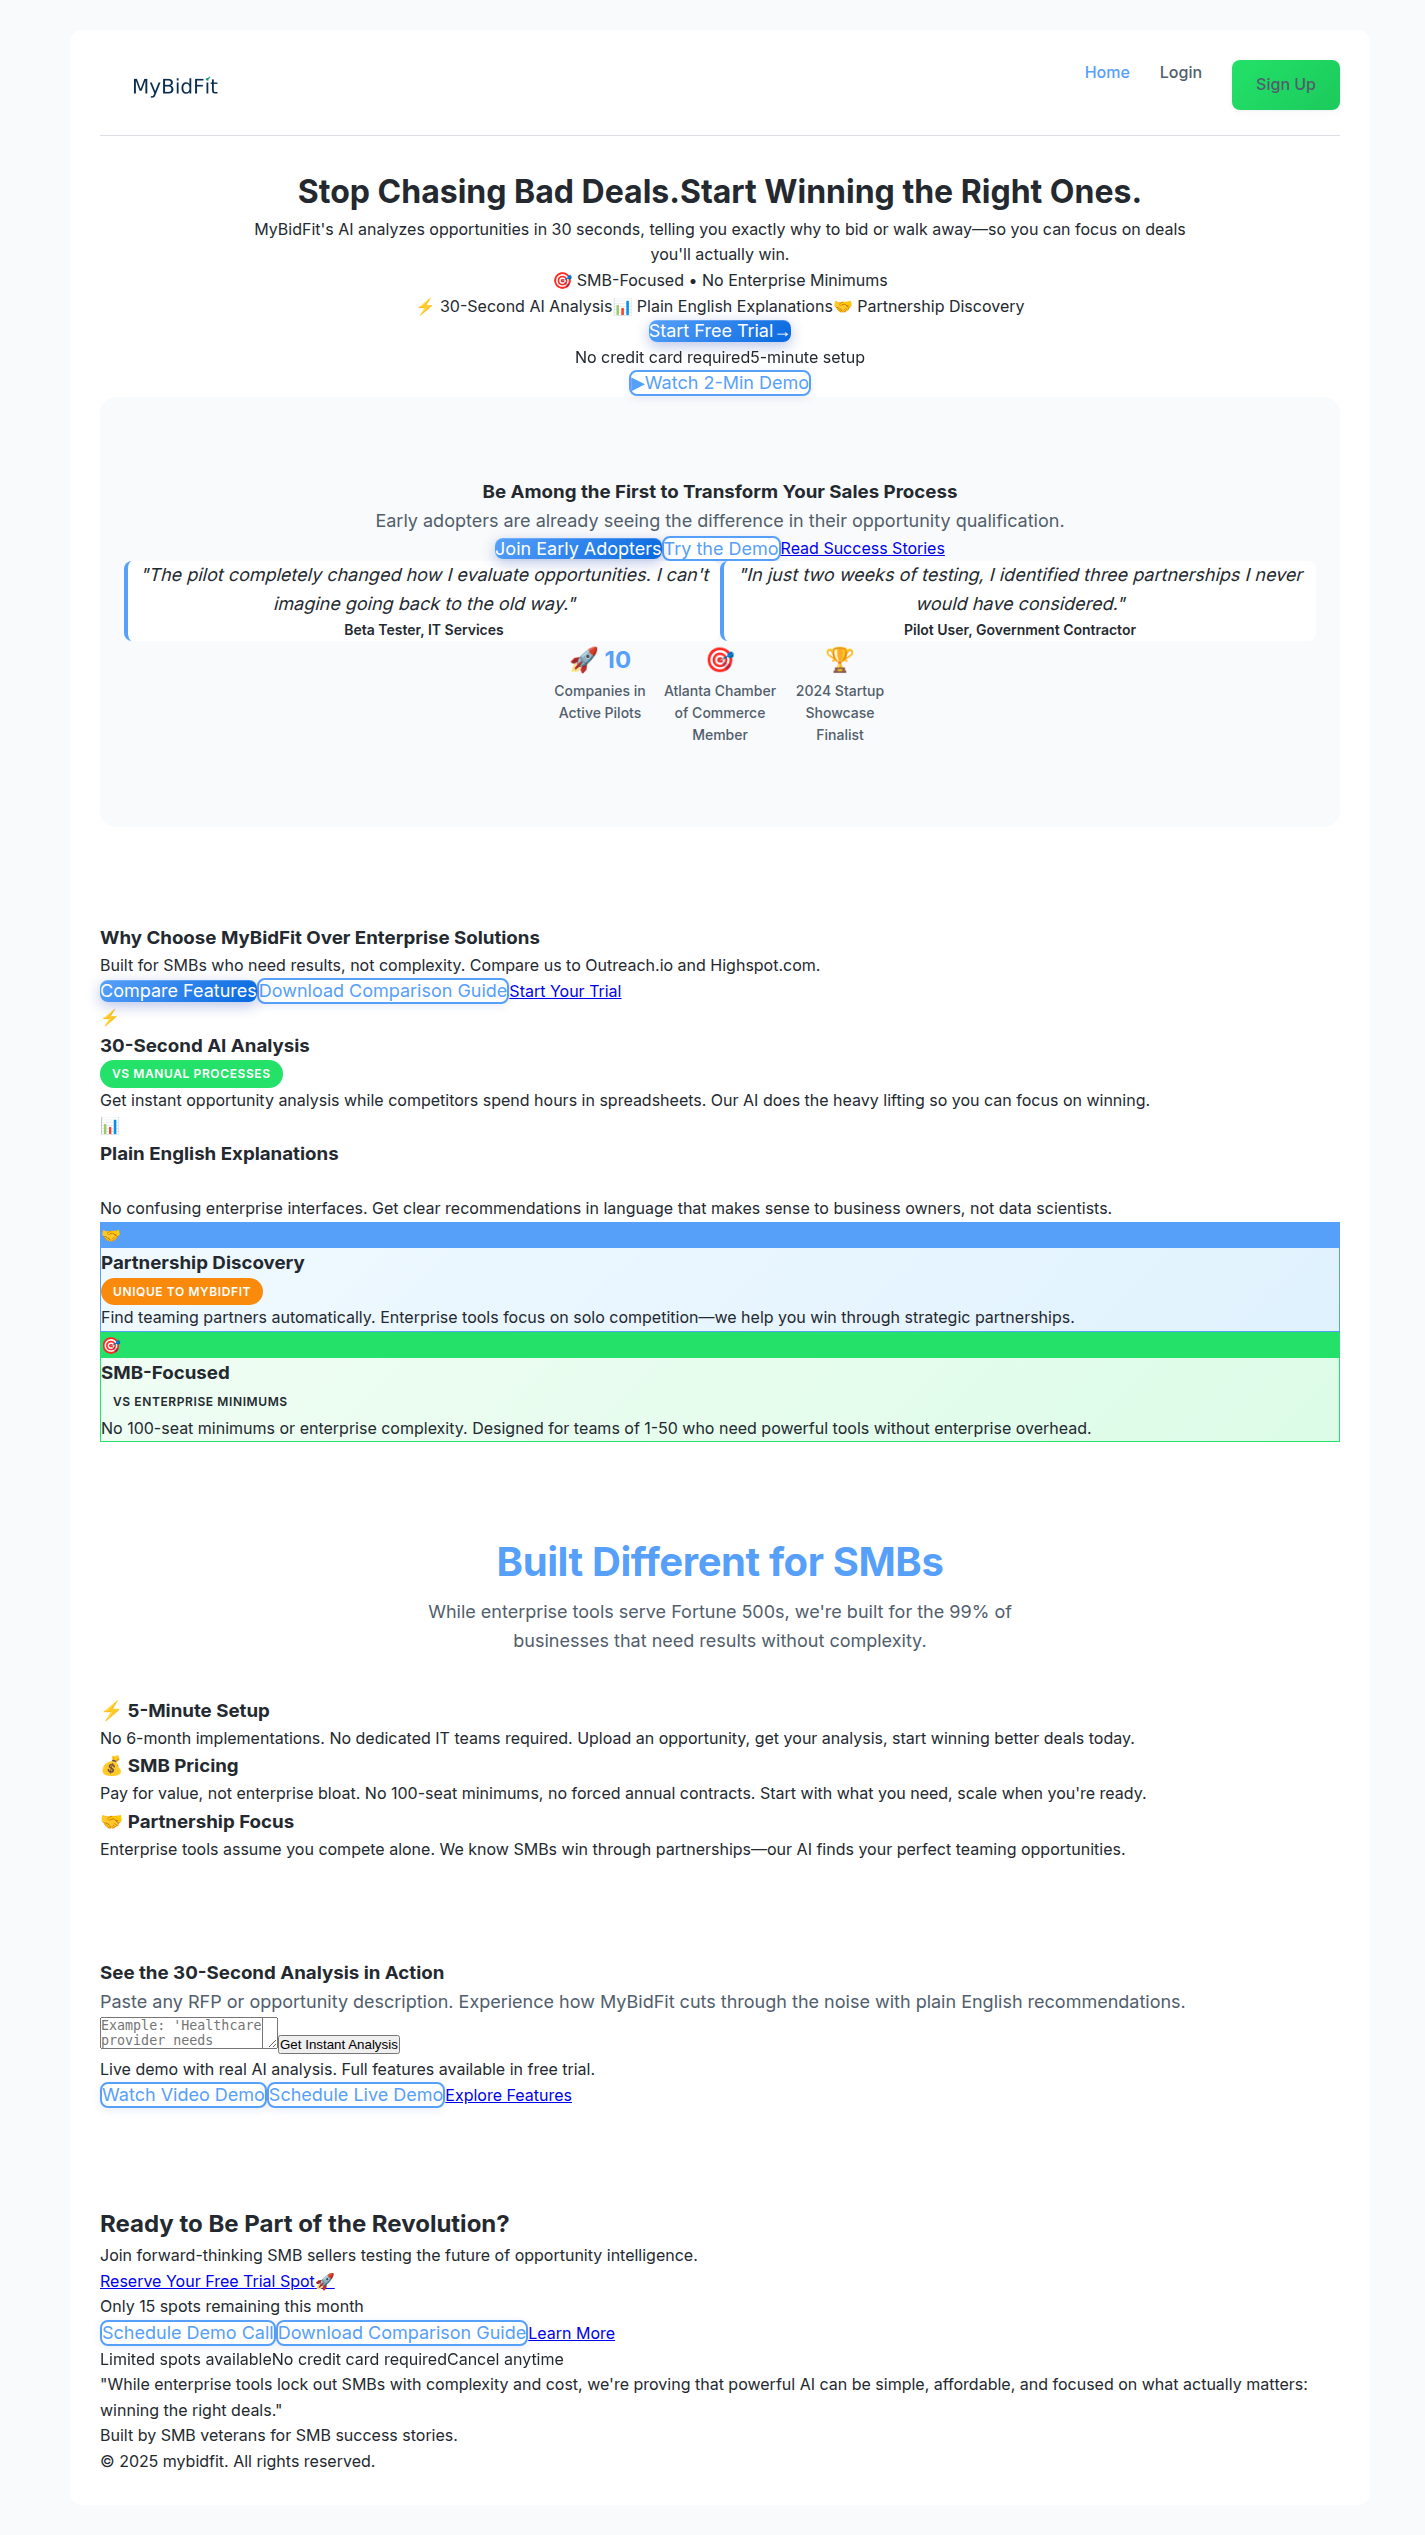 MyBidFit
Home
Login
Sign Up
Stop Chasing Bad Deals.Start Winning the Right Ones.
MyBidFit's AI analyzes opportunities in 30 seconds, telling you exactly why to bid or walk away—so you can focus on deals
you'll actually win.
🎯 SMB-Focused • No Enterprise Minimums
⚡ 30-Second AI Analysis📊 Plain English Explanations🤝 Partnership Discovery
Start Free Trial→
No credit card required5-minute setup
▶Watch 2-Min Demo
Be Among the First to Transform Your Sales Process
Early adopters are already seeing the difference in their opportunity qualification.
Join Early AdoptersTry the DemoRead Success Stories
"The pilot completely changed how I evaluate opportunities. I can't
imagine going back to the old way."
Beta Tester, IT Services
"In just two weeks of testing, I identified three partnerships I never
would have considered."
Pilot User, Government Contractor
🚀 10
Companies in
Active Pilots
🎯
Atlanta Chamber
of Commerce
Member
🏆
2024 Startup
Showcase
Finalist
Why Choose MyBidFit Over Enterprise Solutions
Built for SMBs who need results, not complexity. Compare us to Outreach.io and Highspot.com.
Compare FeaturesDownload Comparison GuideStart Your Trial
⚡
30-Second AI Analysis
VS MANUAL PROCESSES
Get instant opportunity analysis while competitors spend hours in spreadsheets. Our AI does the heavy lifting so you can focus on winning.
📊
Plain English Explanations
No confusing enterprise interfaces. Get clear recommendations in language that makes sense to business owners, not data scientists.
🤝
Partnership Discovery
UNIQUE TO MYBIDFIT
Find teaming partners automatically. Enterprise tools focus on solo competition—we help you win through strategic partnerships.
🎯
SMB-Focused
VS ENTERPRISE MINIMUMS
No 100-seat minimums or enterprise complexity. Designed for teams of 1-50 who need powerful tools without enterprise overhead.
Built Different for SMBs
While enterprise tools serve Fortune 500s, we're built for the 99% of
businesses that need results without complexity.
⚡ 5-Minute Setup
No 6-month implementations. No dedicated IT teams required. Upload an opportunity, get your analysis, start winning better deals today.
💰 SMB Pricing
Pay for value, not enterprise bloat. No 100-seat minimums, no forced annual contracts. Start with what you need, scale when you're ready.
🤝 Partnership Focus
Enterprise tools assume you compete alone. We know SMBs win through partnerships—our AI finds your perfect teaming opportunities.
See the 30-Second Analysis in Action
Paste any RFP or opportunity description. Experience how MyBidFit cuts through the noise with plain English recommendations.
Example: 'Healthcare
provider needs
Get Instant Analysis
Live demo with real AI analysis. Full features available in free trial.
Watch Video DemoSchedule Live DemoExplore Features
Ready to Be Part of the Revolution?
Join forward-thinking SMB sellers testing the future of opportunity intelligence.
Reserve Your Free Trial Spot🚀
Only 15 spots remaining this month
Schedule Demo CallDownload Comparison GuideLearn More
Limited spots availableNo credit card requiredCancel anytime
"While enterprise tools lock out SMBs with complexity and cost, we're proving that powerful AI can be simple, affordable, and focused on what actually matters:
winning the right deals."
Built by SMB veterans for SMB success stories.
© 2025 mybidfit. All rights reserved.